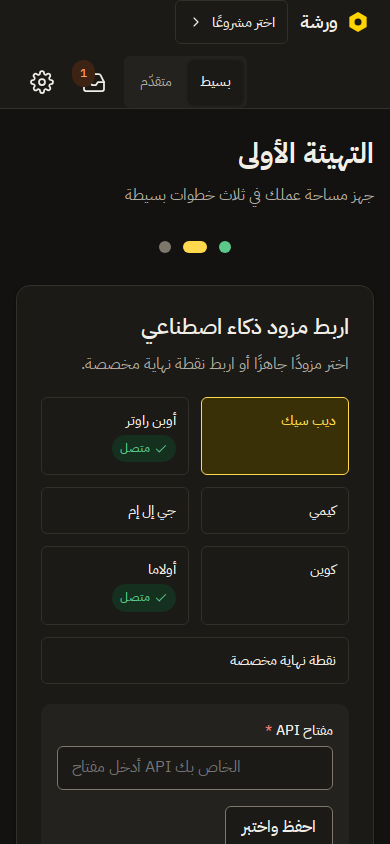 ورشة
اختر مشروعًا
بسيط
متقدّم
1
التهيئة الأولى
جهز مساحة عملك في ثلاث خطوات بسيطة
اربط مزود ذكاء اصطناعي
اختر مزودًا جاهزًا أو اربط نقطة نهاية مخصصة.
ديب سيك
أوبن راوتر
متصل
كيمي
جي إل إم
كوين
أولاما
متصل
نقطة نهاية مخصصة
مفتاح API *
الخاص بك API أدخل مفتاح
احفظ واختبر